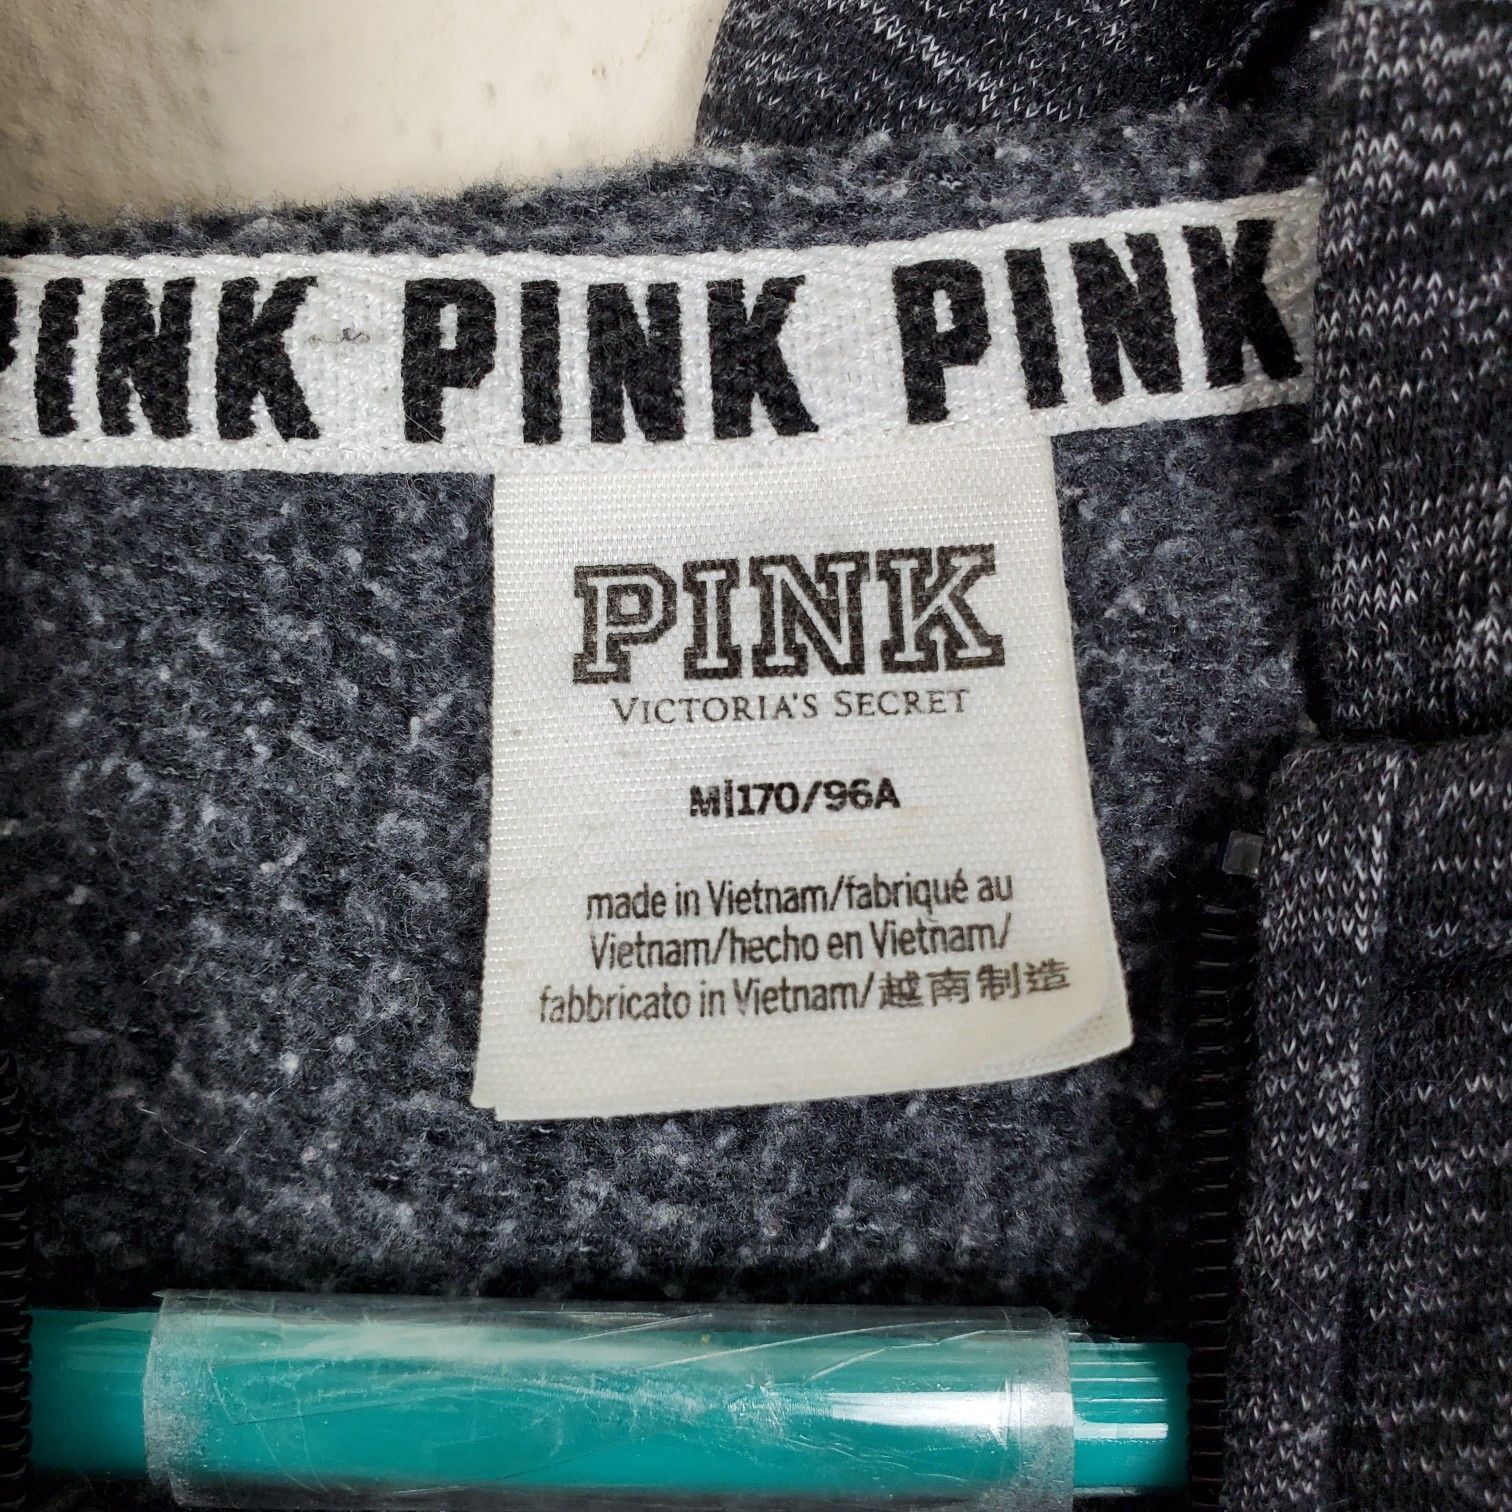 PINK PINK PINK
PINK
VICTORIA'S SECRET
M|170/96A
made in Vietnam/fabriqué au
Vietnam/hecho en Vietnam/
fabbricato in Vietnam/越南制造